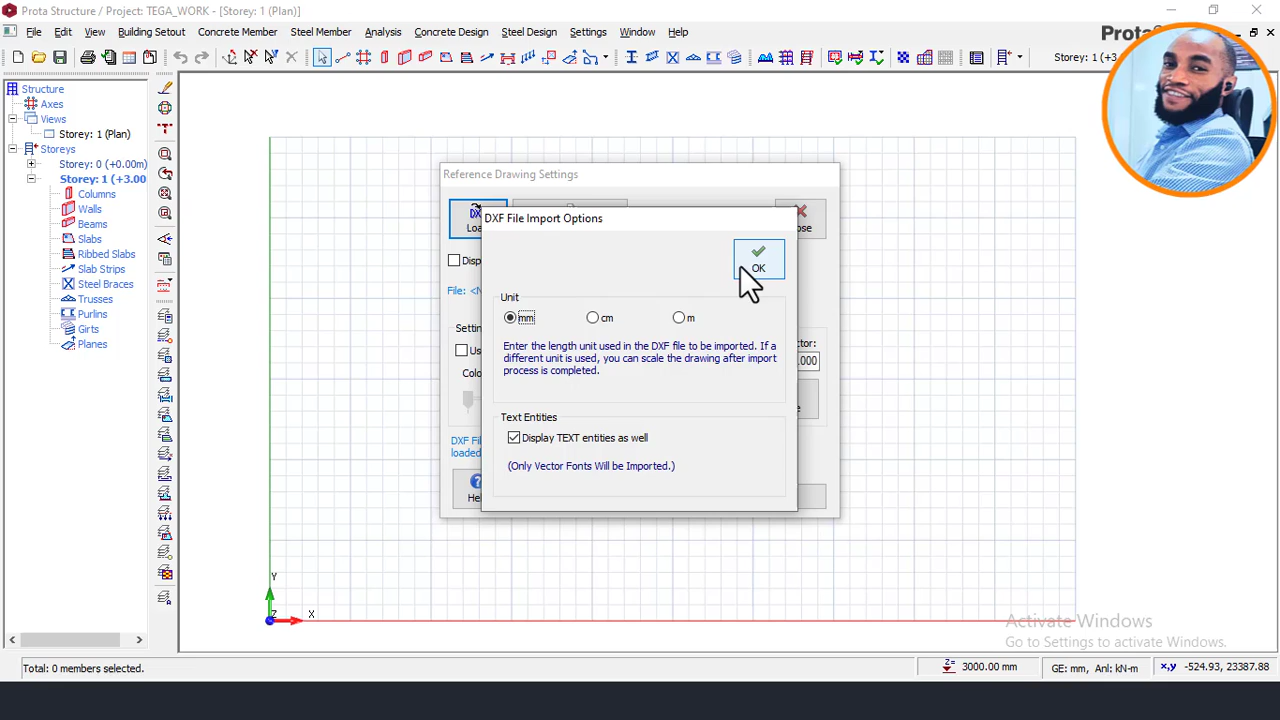 Prota Structure / Project: TEGA_WORK - [Storey: 1 (Plan)]
File Edit View Building Setout Concrete Member Steel Member Analysis Concrete Design Steel Design Settings Window Help
Storey: 1 (+3.0
Structure
Axes
Views
Storey: 1 (Plan)
Storeys
Storey: 0 (+0.00m)
Storey: 1 (+3.00
Columns
Walls
Beams
Slabs
Ribbed Slabs
Slab Strips
Steel Braces
Trusses
Purlins
Girts
Planes
Reference Drawing Settings
DXF File Import Options
OK
Unit
mm cm m
Enter the length unit used in the DXF file to be imported. If a
different unit is used, you can scale the drawing after import
process is completed.
Text Entities
Display TEXT entities as well
(Only Vector Fonts Will be Imported.)
File:
DXF Fil
loaded
Y
Z X
Activate Windows
Go to Settings to activate Windows.
Total: 0 members selected.
Z= 3000.00 mm GE: mm, Anl: kN-m x,y -524.93, 23387.88